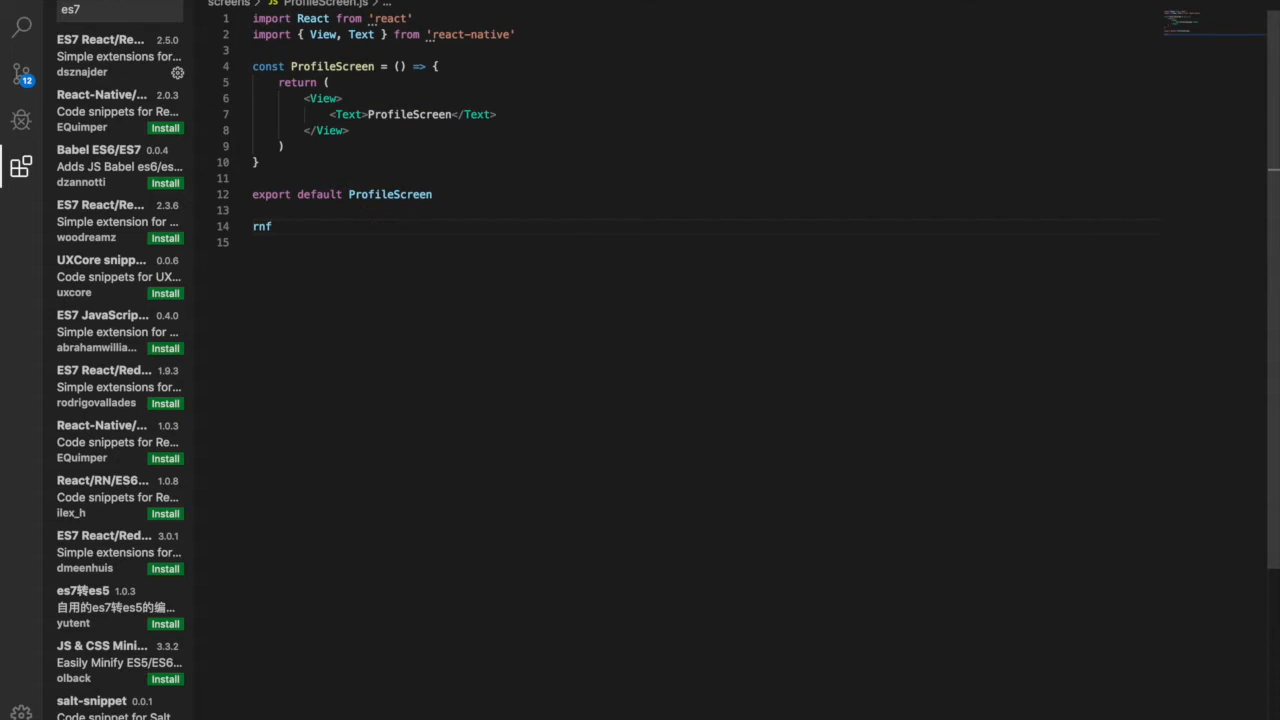 es7
ES7 React/Re... 2.5.0
Simple extensions for...
dsznajder
React-Native/... 2.0.3
Code snippets for Re...
EQuimper Install
Babel ES6/ES7 0.0.4
Adds JS Babel es6/es...
dzannotti Install
ES7 React/Re... 2.3.6
Simple extension for ...
woodreamz Install
UXCore snipp... 0.0.6
Code snippets for UX...
uxcore Install
ES7 JavaScrip... 0.4.0
Simple extension for ...
abrahamwillia... Install
ES7 React/Red... 1.9.3
Simple extensions for...
rodrigovallades Install
React-Native/... 1.0.3
Code snippets for Re...
EQuimper Install
React/RN/ES6... 1.0.8
Code snippets for Re...
ilex_h Install
ES7 React/Red... 3.0.1
Simple extensions for...
dmeenhuis Install
es7转es5 1.0.3
自用的es7转es5的编...
yutent Install
JS & CSS Mini... 3.3.2
Easily Minify ES5/ES6...
olback Install
salt-snippet 0.0.1
Code snippet for Salt
12
screens > JS ProfileScreen.js > ...
1 import React from 'react'
2 import { View, Text } from 'react-native'
3
4 const ProfileScreen = () => {
5 return (
6 <View>
7 <Text>ProfileScreen</Text>
8 </View>
9 )
10 }
11
12 export default ProfileScreen
13
14 rnf
15